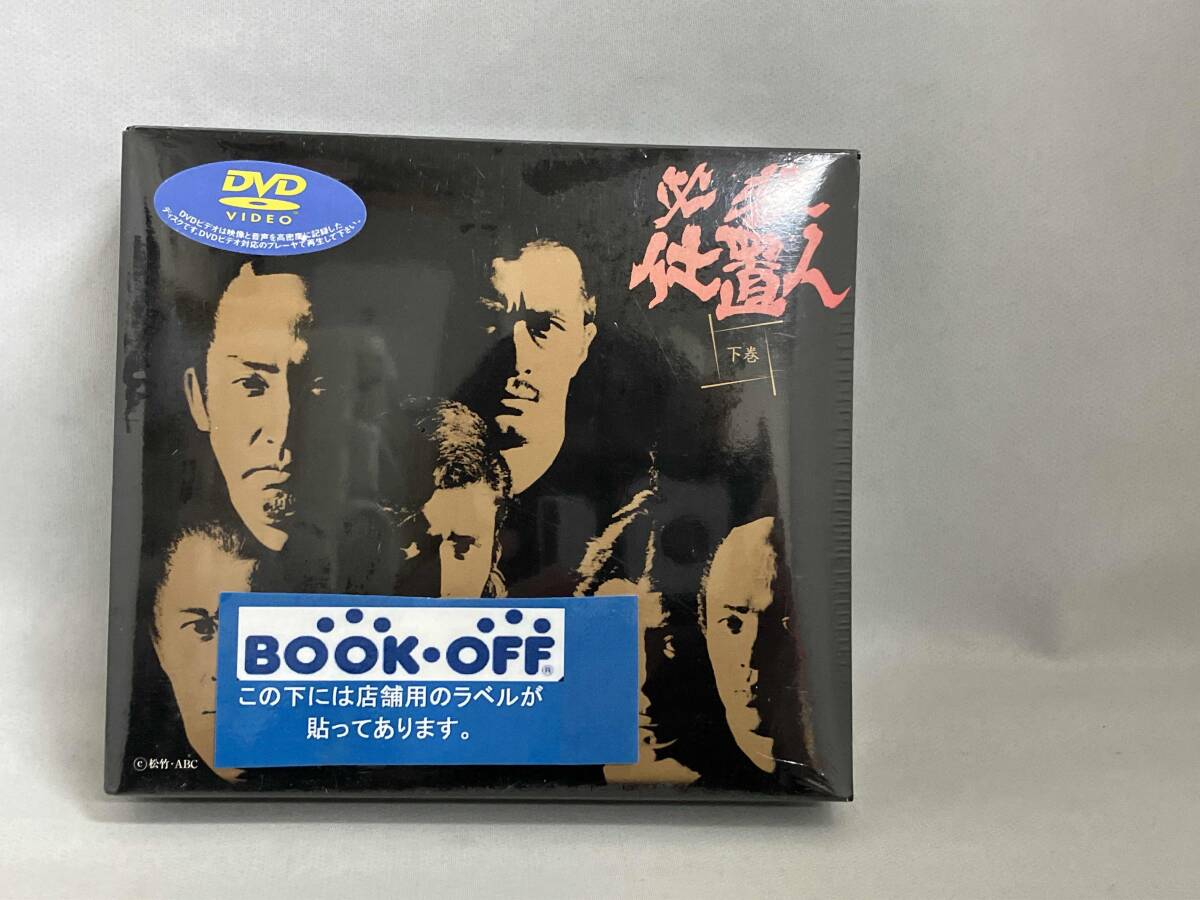 DVD
VIDEO
DVDビデオは映像と音声を高密度に記録した
ディスクです。DVDビデオ対応のプレーヤで再生して下さい。
必殺
仕置人
下巻
BOOK・OFF®
この下には店舗用のラベルが
貼ってあります。
©松竹・ABC